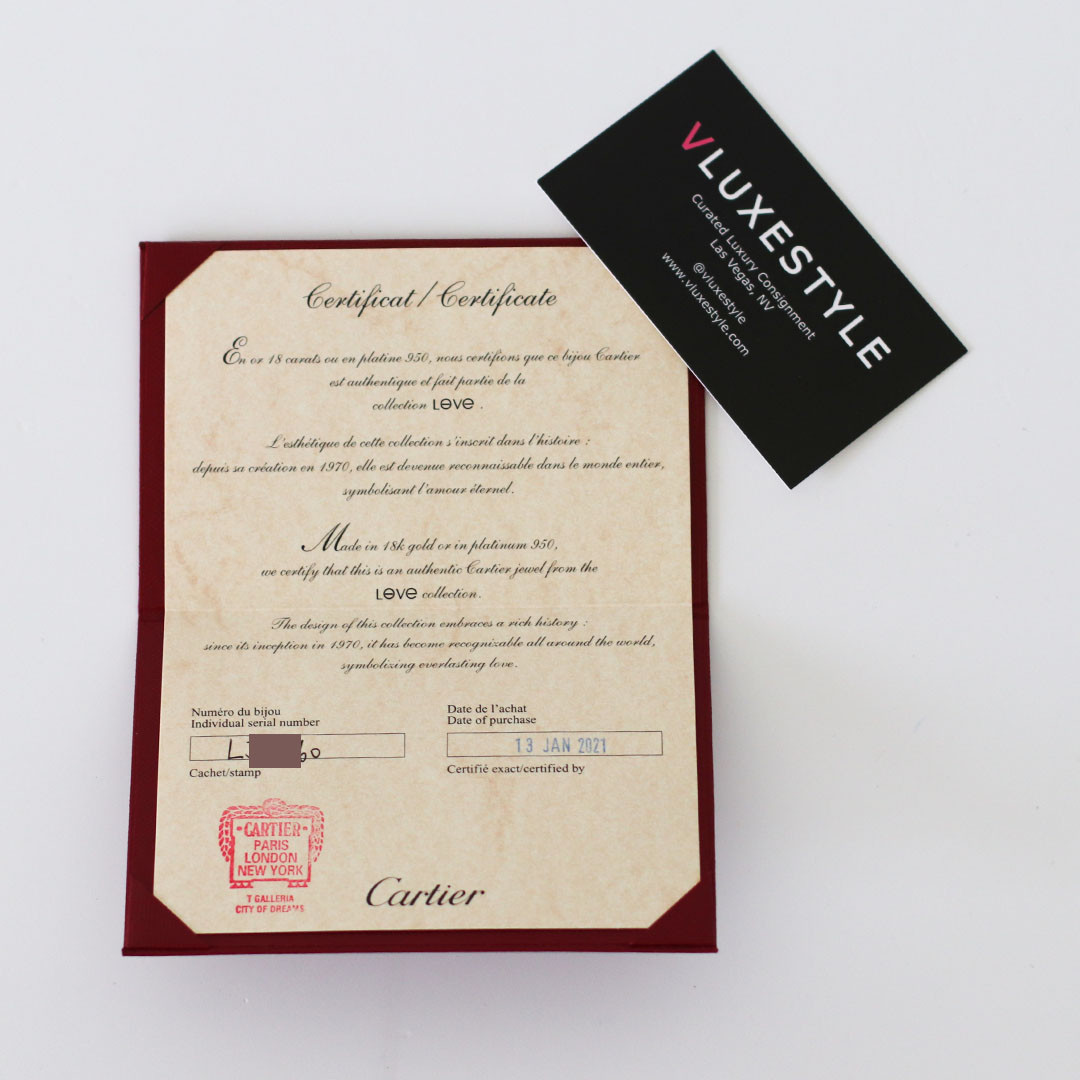 Certificat / Certificate
En or 18 carats ou en platine 950, nous certifions que ce bijou Cartier
est authentique et fait partie de la
collection LOVE .
L'esthétique de cette collection s'inscrit dans l'histoire :
depuis sa création en 1970, elle est devenue reconnaissable dans le monde entier,
symbolisant l'amour éternel.
Made in 18k gold or in platinum 950,
we certify that this is an authentic Cartier jewel from the
LOVE collection.
The design of this collection embraces a rich history :
since its inception in 1970, it has become recognizable all around the world,
symbolizing everlasting love.
Numéro du bijou
Individual serial number
Cachet/stamp
Date de l'achat
Date of purchase
13 JAN 2021
Certifié exact/certified by
CARTIER
PARIS
LONDON
NEW YORK
T GALLERIA
CITY OF DREAMS
Cartier
VLUXESTYLE
Curated Luxury Consignment
Las Vegas, NV
@vluxestyle
www.vluxestyle.com